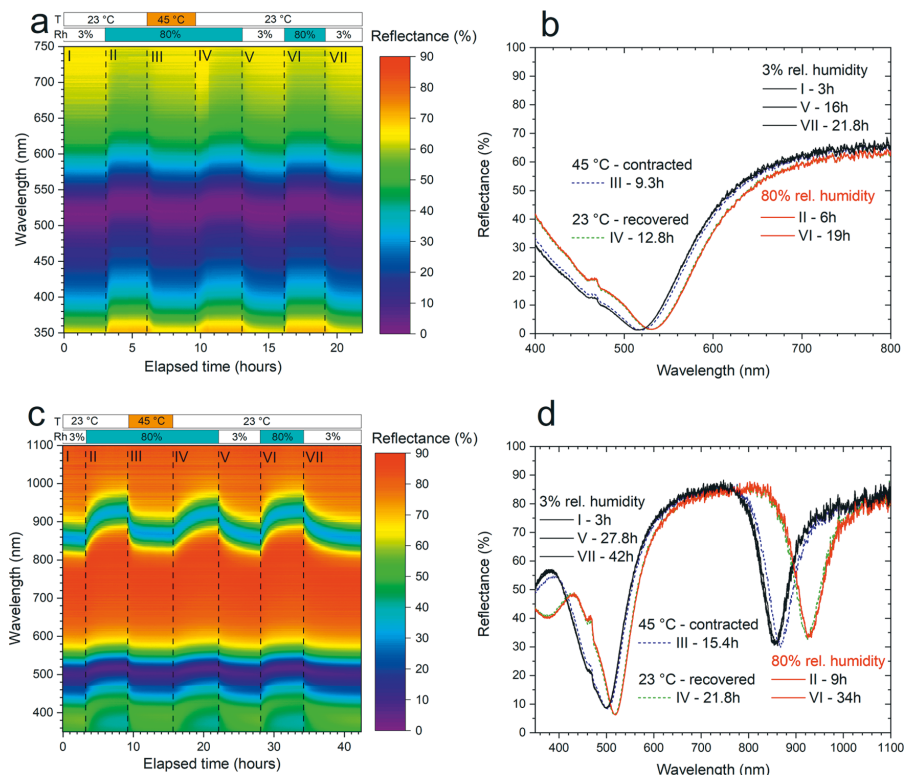 a
T 23 °C 45 °C 23 °C
Rh 3% 80% 3% 80% 3%
Reflectance (%)
I II III IV V VI VII
750
700
650
600
550
500
450
400
350
Wavelength (nm)
0 5 10 15 20
Elapsed time (hours)
90
80
70
60
50
40
30
20
10
0
b
100
90
80
70
60
50
40
30
20
10
0
Reflectance (%)
3% rel. humidity
I - 3h
V - 16h
VII - 21.8h
45 °C - contracted
III - 9.3h
23 °C - recovered
IV - 12.8h
80% rel. humidity
II - 6h
VI - 19h
400 500 600 700 800
Wavelength (nm)
c
T 23 °C 45 °C 23 °C
Rh 3% 80% 3% 80% 3%
Reflectance (%)
I II III IV V VI VII
1100
1000
900
800
700
600
500
400
Wavelength (nm)
0 10 20 30 40
Elapsed time (hours)
90
80
70
60
50
40
30
20
10
0
d
100
90
80
70
60
50
40
30
20
10
0
Reflectance (%)
3% rel. humidity
I - 3h
V - 27.8h
VII - 42h
45 °C - contracted
III - 15.4h
23 °C - recovered
IV - 21.8h
80% rel. humidity
II - 9h
VI - 34h
400 500 600 700 800 900 1000 1100
Wavelength (nm)